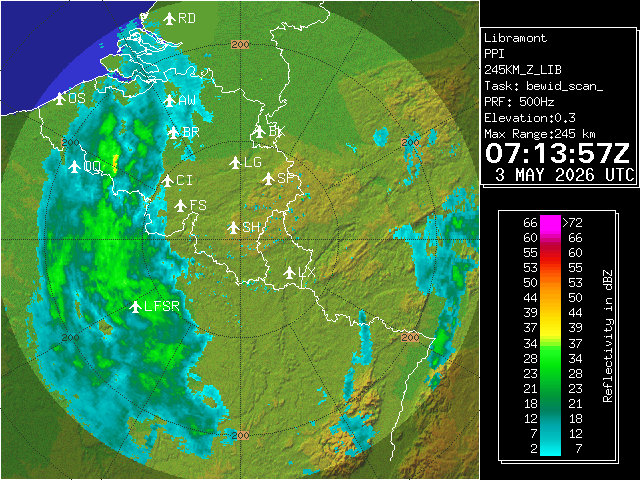 RD
200
OS
AW
BR
BK
200
OO
LG
CI
SP
FS
SH
LX
LFSR
200
200
200
Libramont
PPI
245KM_Z_LIB
Task: bewid_scan_
PRF: 500Hz
Elevation:0.3
Max Range:245 km
07:13:57Z
3 MAY 2026 UTC
66 >72
60 66
55 60
53 55
50 53
44 50
39 44
37 39
34 37
28 34
23 28
21 23
18 21
12 18
7 12
2 7
Reflectivity in dBZ